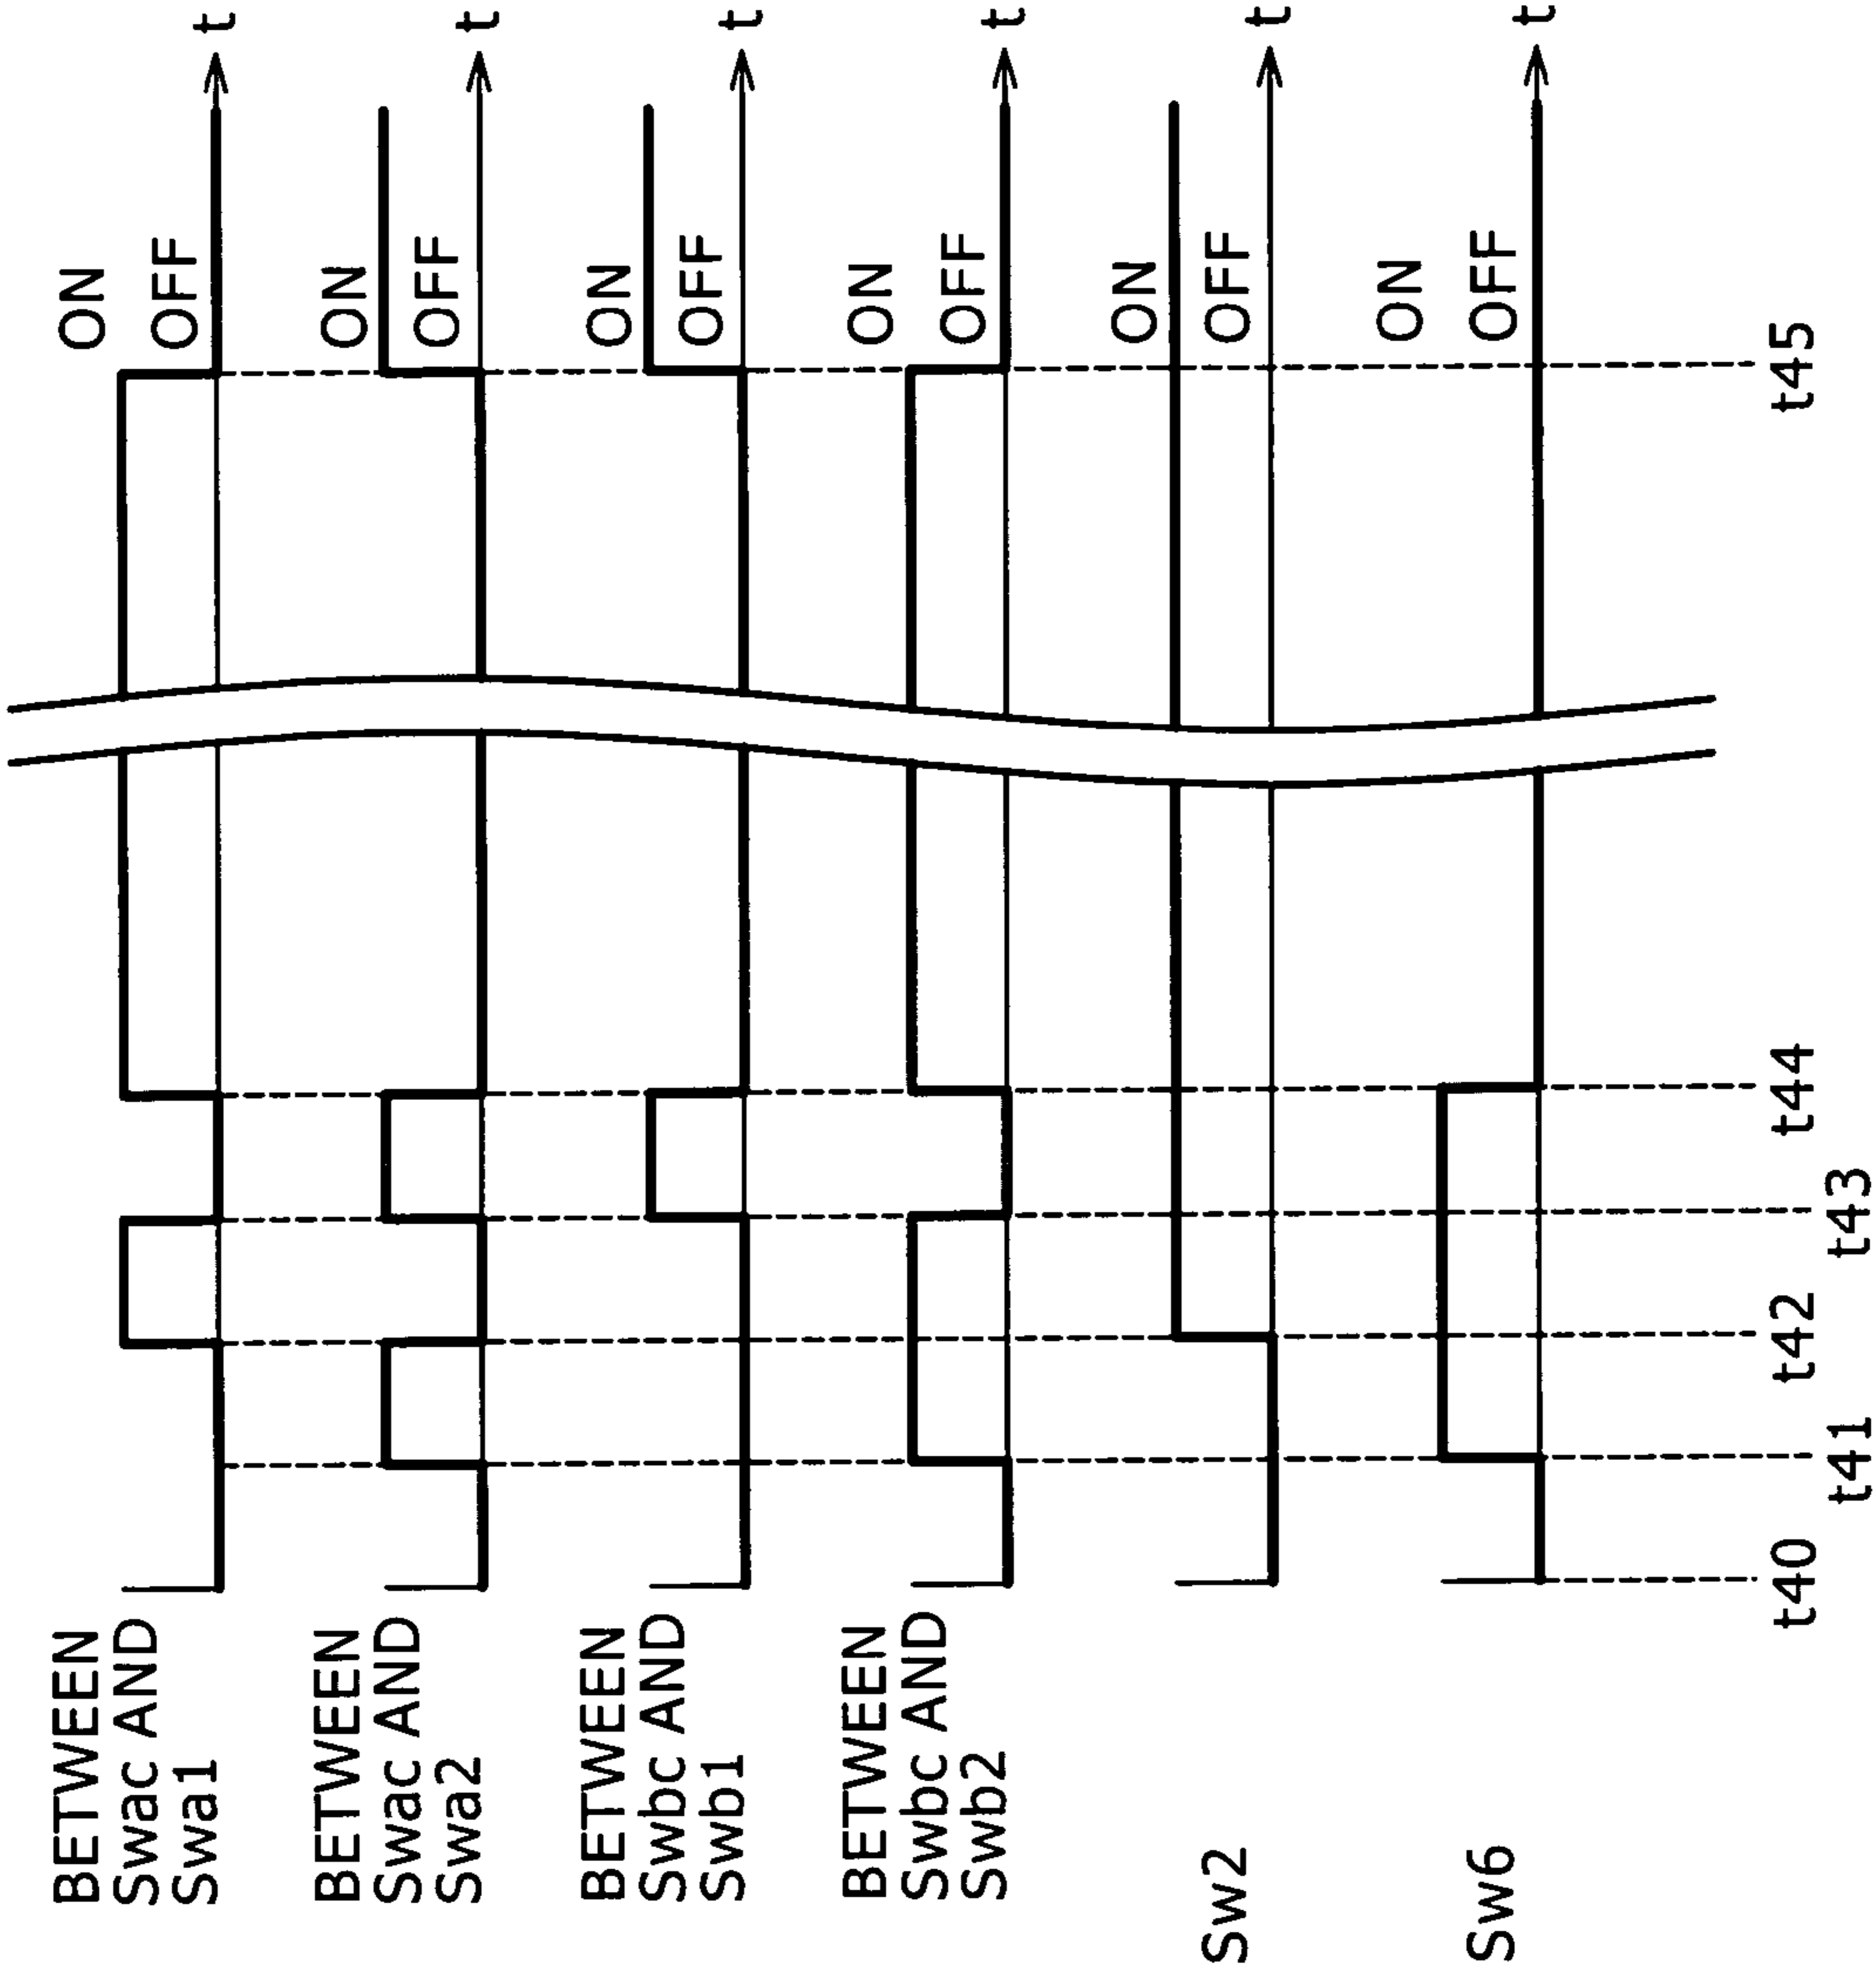 BETWEEN
Swac AND
Swa1
ON
OFF
t
BETWEEN
Swac AND
Swa2
ON
OFF
t
BETWEEN
Swbc AND
Swb1
ON
OFF
t
BETWEEN
Swbc AND
Swb2
ON
OFF
t
Sw2
ON
OFF
t
Sw6
ON
OFF
t
t40
t41
t42
t43
t44
t45